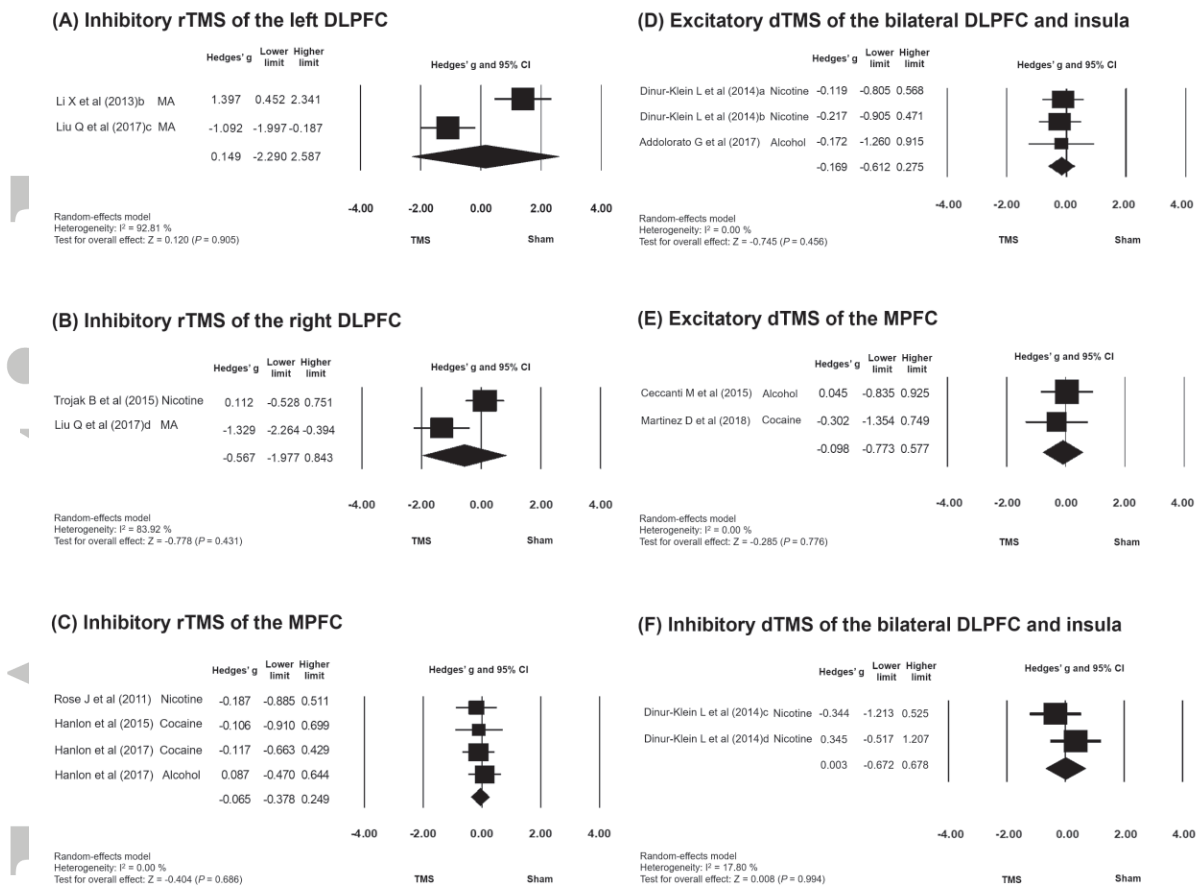 (A) Inhibitory rTMS of the left DLPFC
Hedges' g Lower limit Higher limit Hedges' g and 95% CI
Li X et al (2013)b MA 1.397 0.452 2.341
Liu Q et al (2017)c MA -1.092 -1.997 -0.187
0.149 -2.290 2.587
-4.00 -2.00 0.00 2.00 4.00
Random-effects model
Heterogeneity: I² = 92.81 %
Test for overall effect: Z = 0.120 (P = 0.905)
TMS Sham
(B) Inhibitory rTMS of the right DLPFC
Hedges' g Lower limit Higher limit Hedges' g and 95% CI
Trojak B et al (2015) Nicotine 0.112 -0.528 0.751
Liu Q et al (2017)d MA -1.329 -2.264 -0.394
-0.567 -1.977 0.843
-4.00 -2.00 0.00 2.00 4.00
Random-effects model
Heterogeneity: I² = 83.92 %
Test for overall effect: Z = -0.778 (P = 0.431)
TMS Sham
(C) Inhibitory rTMS of the MPFC
Hedges' g Lower limit Higher limit Hedges' g and 95% CI
Rose J et al (2011) Nicotine -0.187 -0.885 0.511
Hanlon et al (2015) Cocaine -0.106 -0.910 0.699
Hanlon et al (2017) Cocaine -0.117 -0.663 0.429
Hanlon et al (2017) Alcohol 0.087 -0.470 0.644
-0.065 -0.378 0.249
-4.00 -2.00 0.00 2.00 4.00
Random-effects model
Heterogeneity: I² = 0.00 %
Test for overall effect: Z = -0.404 (P = 0.686)
TMS Sham
(D) Excitatory dTMS of the bilateral DLPFC and insula
Hedges' g Lower limit Higher limit Hedges' g and 95% CI
Dinur-Klein L et al (2014)a Nicotine -0.119 -0.805 0.568
Dinur-Klein L et al (2014)b Nicotine -0.217 -0.905 0.471
Addolorato G et al (2017) Alcohol -0.172 -1.260 0.915
-0.169 -0.612 0.275
-4.00 -2.00 0.00 2.00 4.00
Random-effects model
Heterogeneity: I² = 0.00 %
Test for overall effect: Z = -0.745 (P = 0.456)
TMS Sham
(E) Excitatory dTMS of the MPFC
Hedges' g Lower limit Higher limit Hedges' g and 95% CI
Ceccanti M et al (2015) Alcohol 0.045 -0.835 0.925
Martinez D et al (2018) Cocaine -0.302 -1.354 0.749
-0.098 -0.773 0.577
-4.00 -2.00 0.00 2.00 4.00
Random-effects model
Heterogeneity: I² = 0.00 %
Test for overall effect: Z = -0.285 (P = 0.776)
TMS Sham
(F) Inhibitory dTMS of the bilateral DLPFC and insula
Hedges' g Lower limit Higher limit Hedges' g and 95% CI
Dinur-Klein L et al (2014)c Nicotine -0.344 -1.213 0.525
Dinur-Klein L et al (2014)d Nicotine 0.345 -0.517 1.207
0.003 -0.672 0.678
-4.00 -2.00 0.00 2.00 4.00
Random-effects model
Heterogeneity: I² = 17.80 %
Test for overall effect: Z = 0.008 (P = 0.994)
TMS Sham